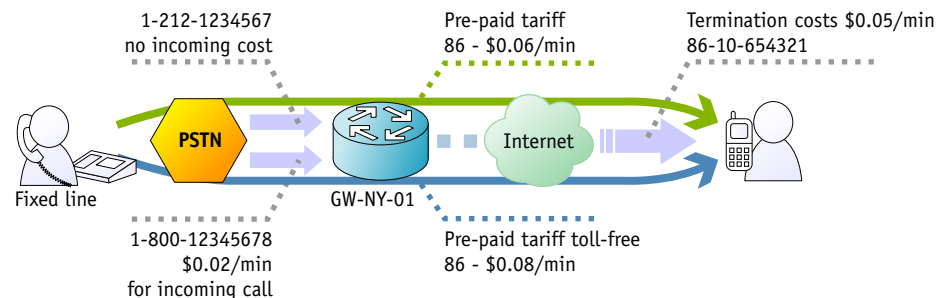 1-212-1234567
no incoming cost
Pre-paid tariff
86 - $0.06/min
Termination costs $0.05/min
86-10-654321
PSTN
Internet
Fixed line
GW-NY-01
1-800-12345678
$0.02/min
for incoming call
Pre-paid tariff toll-free
86 - $0.08/min